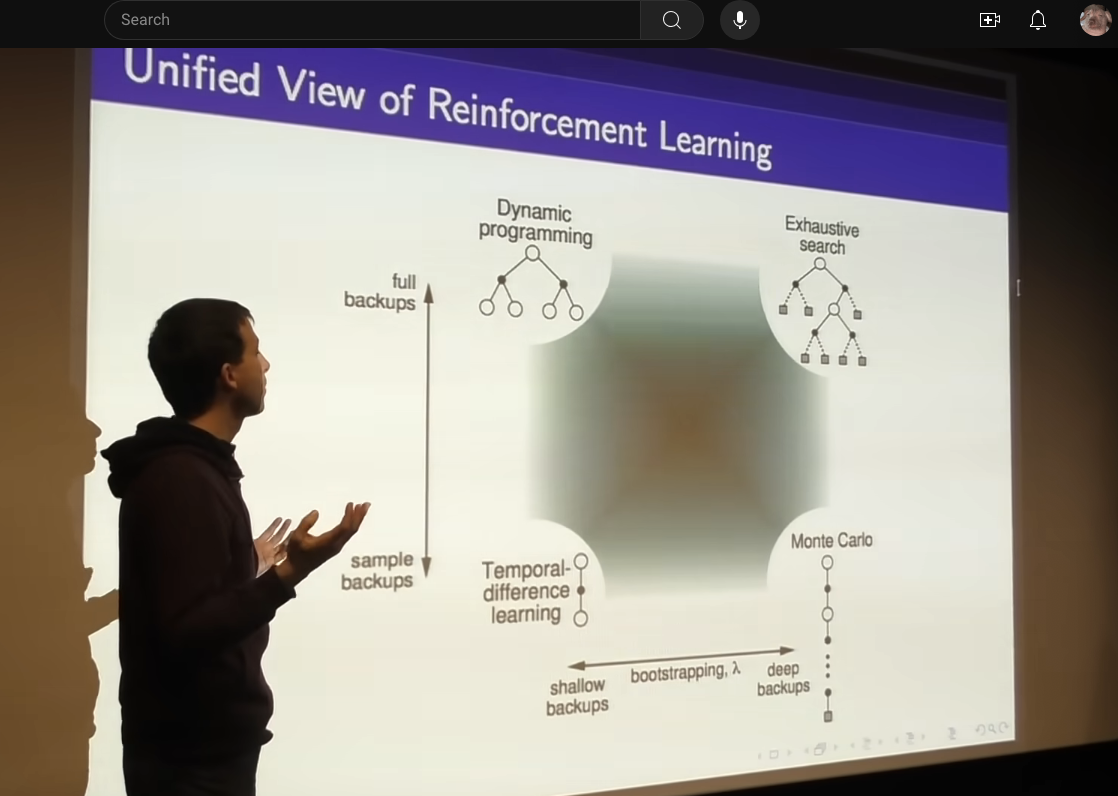 Search
Unified View of Reinforcement Learning
Dynamic
programming
Exhaustive
search
full
backups
sample
backups
Temporal-
difference
learning
Monte Carlo
bootstrapping, λ
shallow
backups
deep
backups